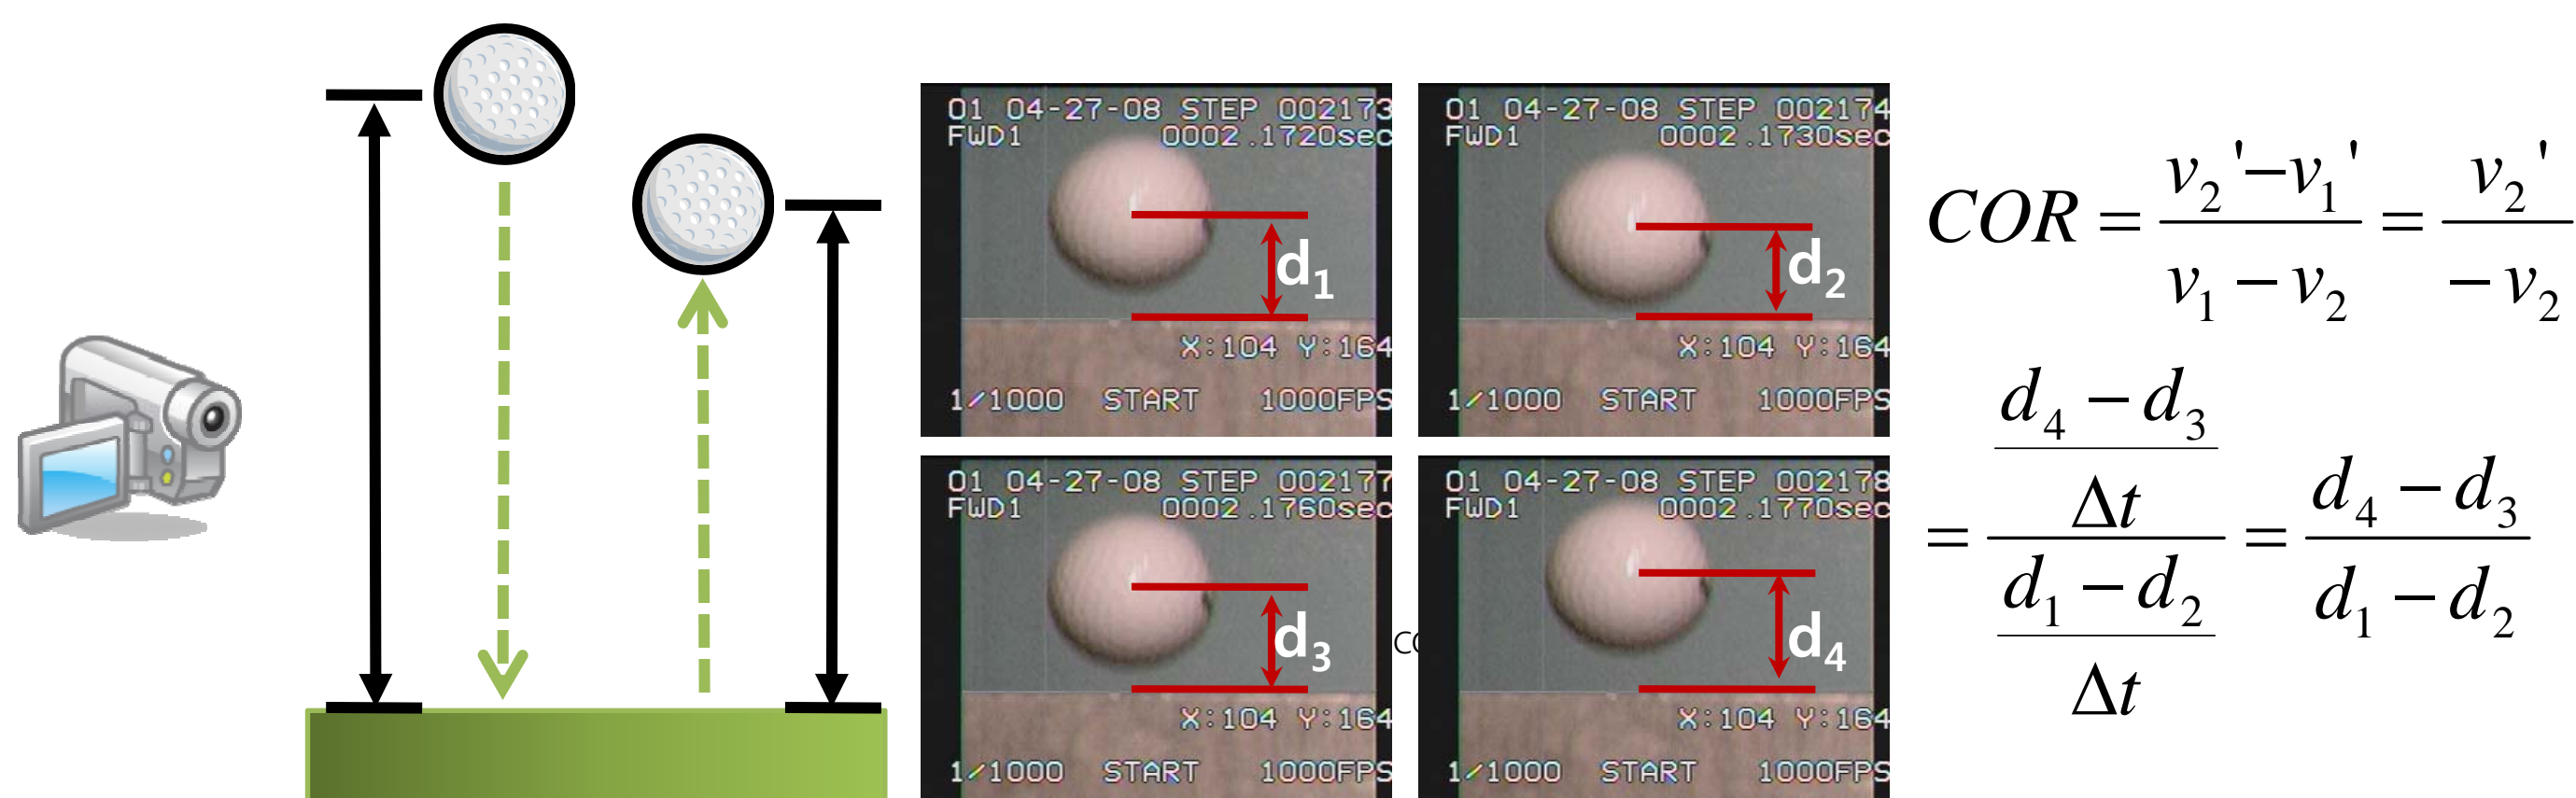 01 04-27-08 STEP 002173
FWD1 0002.1720sec
d1
X:104 Y:164
1/1000 START 1000FPS
01 04-27-08 STEP 002174
FWD1 0002.1730sec
d2
X:104 Y:164
1/1000 START 1000FPS
01 04-27-08 STEP 002177
FWD1 0002.1760sec
d3
X:104 Y:164
1/1000 START 1000FPS
01 04-27-08 STEP 002178
FWD1 0002.1770sec
d4
X:104 Y:164
1/1000 START 1000FPS
COR = (v2' - v1') / (v1 - v2) = v2' / (- v2)
= ((d4 - d3) / Δt) / ((d1 - d2) / Δt) = (d4 - d3) / (d1 - d2)